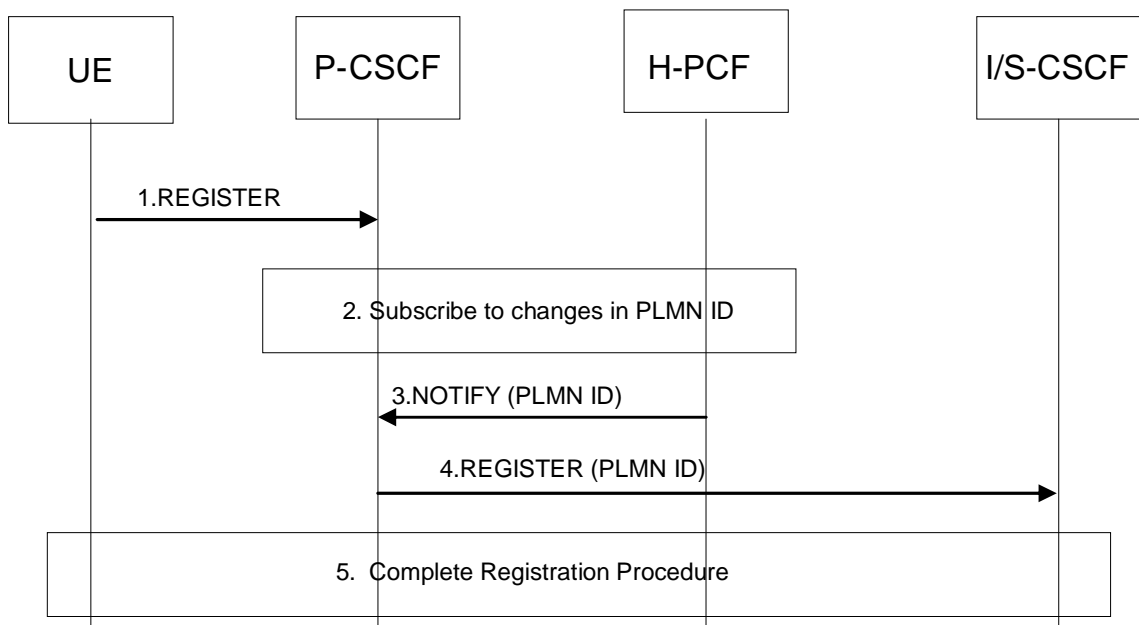 UE
P-CSCF
H-PCF
I/S-CSCF
1.REGISTER
2. Subscribe to changes in PLMN ID
3.NOTIFY (PLMN ID)
4.REGISTER (PLMN ID)
5. Complete Registration Procedure